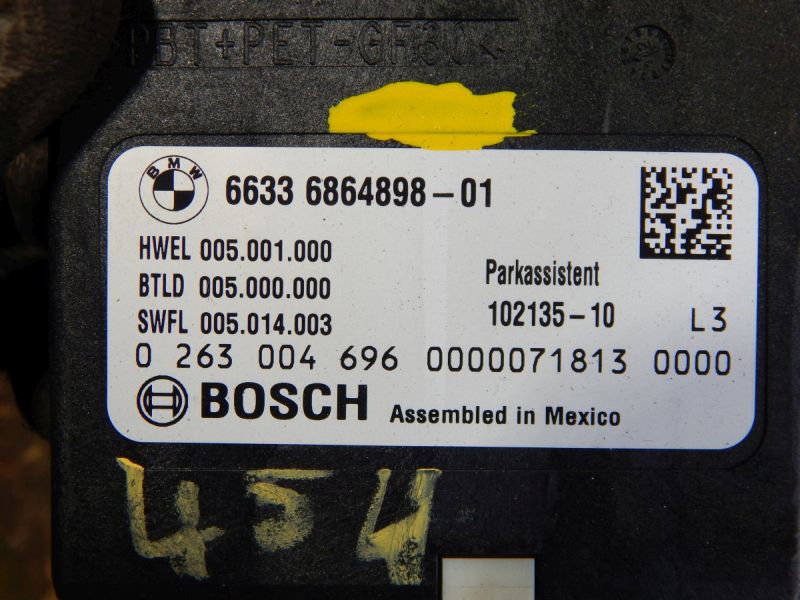 >PBT+PET-GF30<
BMW
6633 6864898-01
HWEL 005.001.000
BTLD 005.000.000
SWFL 005.014.003
Parkassistent
102135-10
L3
0 263 004 696 0000071813 0000
BOSCH
Assembled in Mexico
454